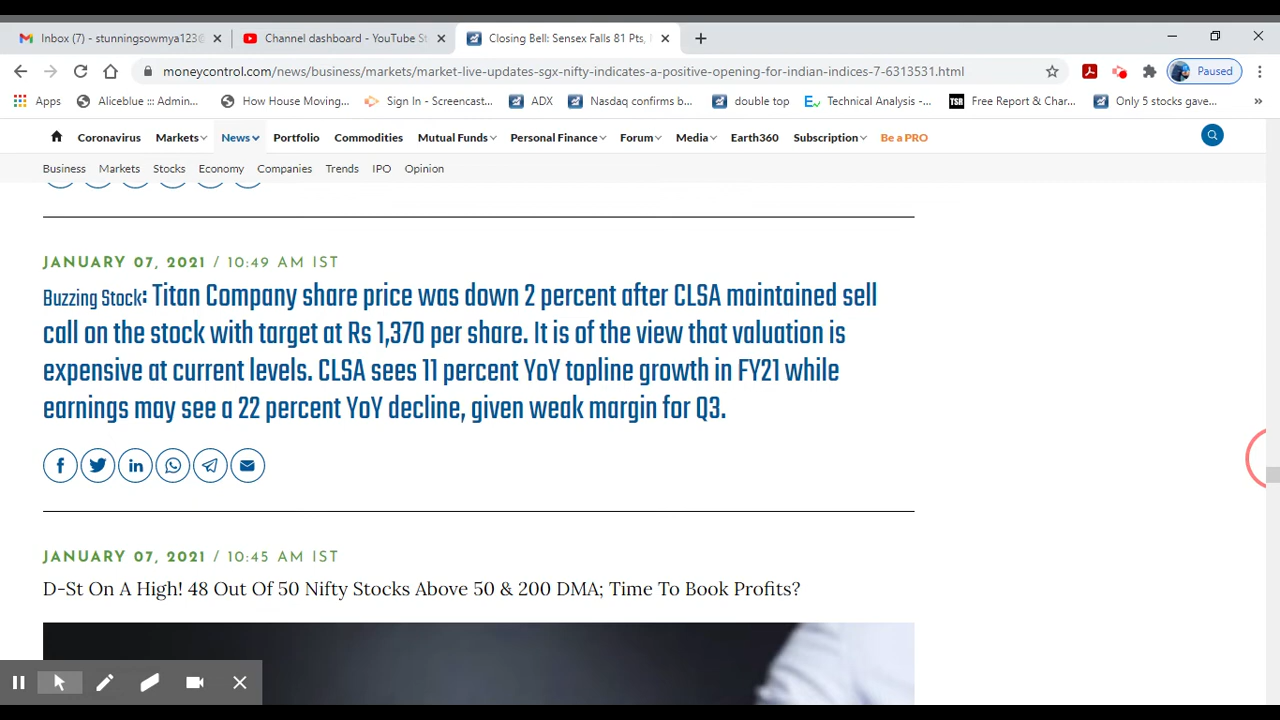 Inbox (7) - stunningsowmya123@
Channel dashboard - YouTube St
Closing Bell: Sensex Falls 81 Pts,
moneycontrol.com/news/business/markets/market-live-updates-sgx-nifty-indicates-a-positive-opening-for-indian-indices-7-6313531.html
Paused
Apps
Aliceblue ::: Admin...
How House Moving...
Sign In - Screencast...
ADX
Nasdaq confirms b...
double top
Technical Analysis -...
TSR
Free Report & Char...
Only 5 stocks gave...
»
Coronavirus Markets News Portfolio Commodities Mutual Funds Personal Finance Forum Media Earth360 Subscription Be a PRO
Business Markets Stocks Economy Companies Trends IPO Opinion
JANUARY 07, 2021 / 10:49 AM IST
Buzzing Stock: Titan Company share price was down 2 percent after CLSA maintained sell
call on the stock with target at Rs 1,370 per share. It is of the view that valuation is
expensive at current levels. CLSA sees 11 percent YoY topline growth in FY21 while
earnings may see a 22 percent YoY decline, given weak margin for Q3.
JANUARY 07, 2021 / 10:45 AM IST
D-St On A High! 48 Out Of 50 Nifty Stocks Above 50 & 200 DMA; Time To Book Profits?